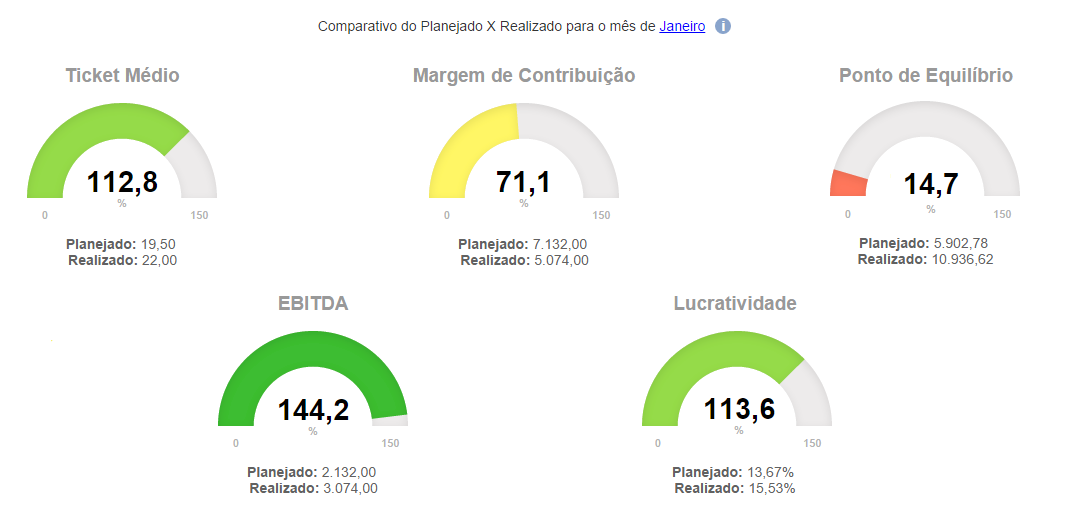 Comparativo do Planejado X Realizado para o mês de Janeiro i
Ticket Médio
112,8
%
0
150
Planejado: 19,50
Realizado: 22,00
Margem de Contribuição
71,1
%
0
150
Planejado: 7.132,00
Realizado: 5.074,00
Ponto de Equilíbrio
14,7
%
0
150
Planejado: 5.902,78
Realizado: 10.936,62
EBITDA
144,2
%
0
150
Planejado: 2.132,00
Realizado: 3.074,00
Lucratividade
113,6
%
0
150
Planejado: 13,67%
Realizado: 15,53%